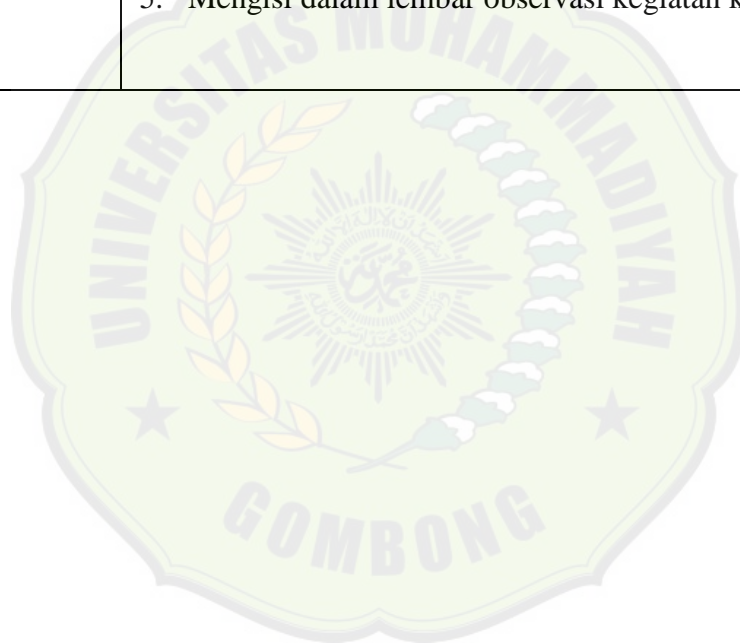 5. Mengisi dalam lembar observasi kegiatan k
UNIVERSITAS MUHAMMADIYAH
GOMBONG